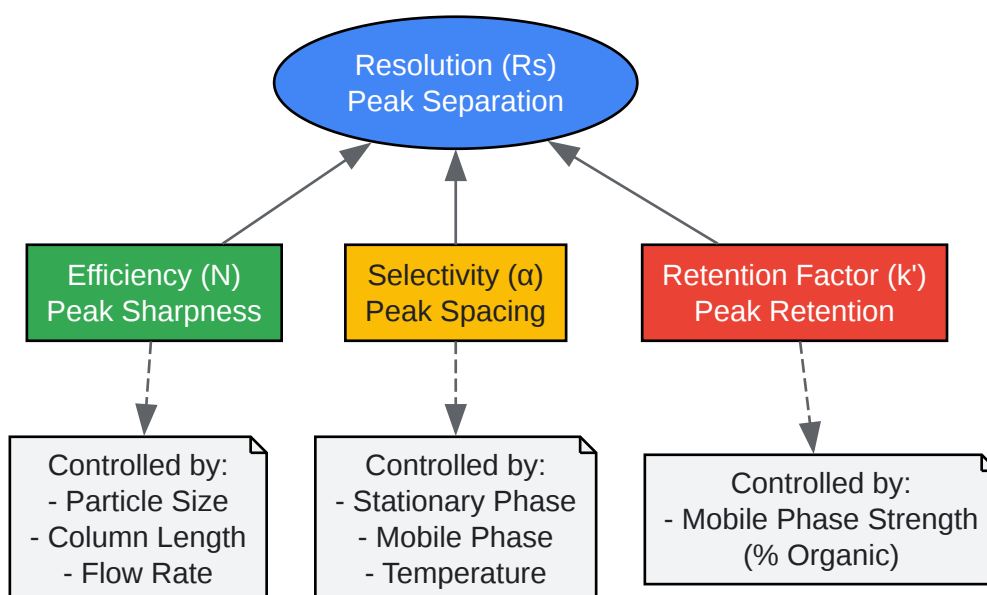 Resolution (Rs)
Peak Separation
Efficiency (N)
Peak Sharpness
Selectivity (α)
Peak Spacing
Retention Factor (k')
Peak Retention
Controlled by:
- Particle Size
- Column Length
- Flow Rate
Controlled by:
- Stationary Phase
- Mobile Phase
- Temperature
Controlled by:
- Mobile Phase Strength
(% Organic)